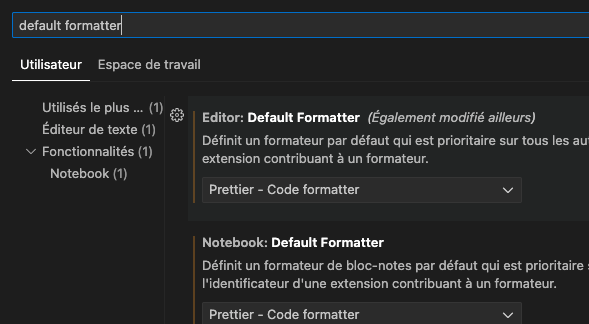 default formatter
Utilisateur Espace de travail
Utilisés le plus ... (1)
Éditeur de texte (1)
Fonctionnalités (1)
Notebook (1)
Editor: Default Formatter (Également modifié ailleurs)
Définit un formateur par défaut qui est prioritaire sur tous les
extension contribuant à un formateur.
Prettier - Code formatter
Notebook: Default Formatter
Définit un formateur de bloc-notes par défaut qui est prioritaire
l'identificateur d'une extension contribuant à un formateur.
Prettier - Code formatter